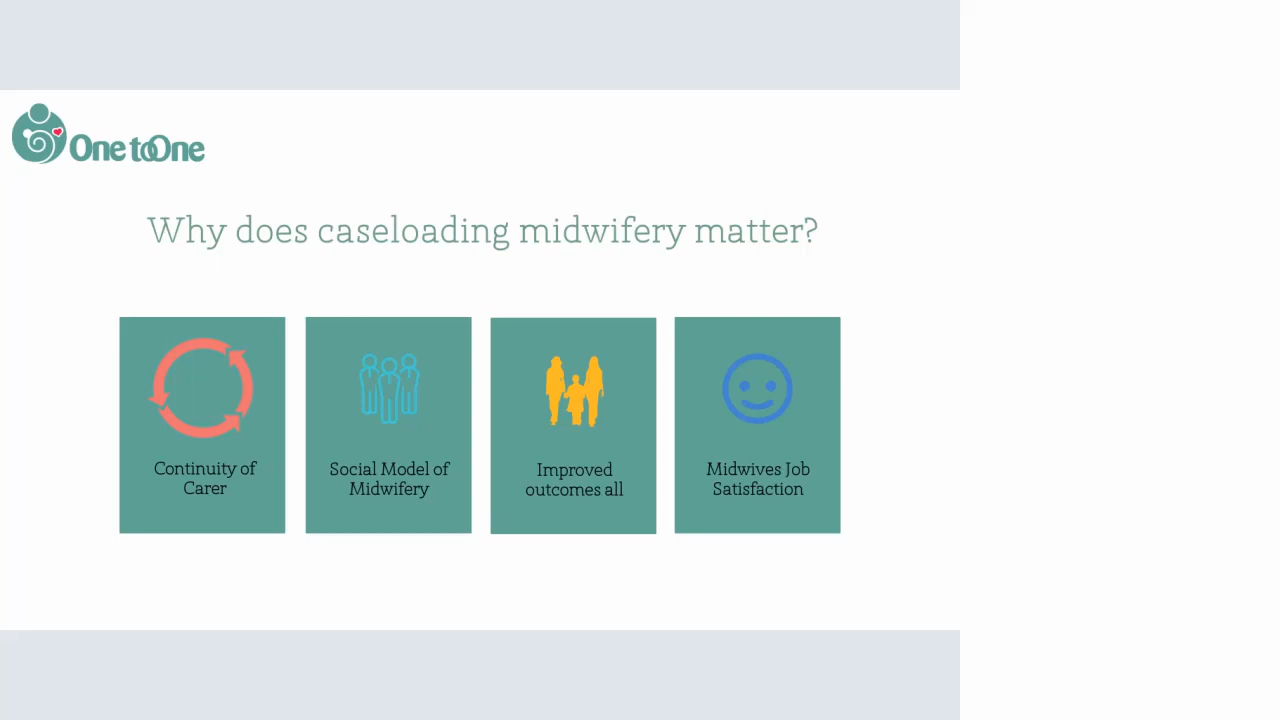 One to One
Why does caseloading midwifery matter?
Continuity of
Carer
Social Model of
Midwifery
Improved
outcomes all
Midwives Job
Satisfaction